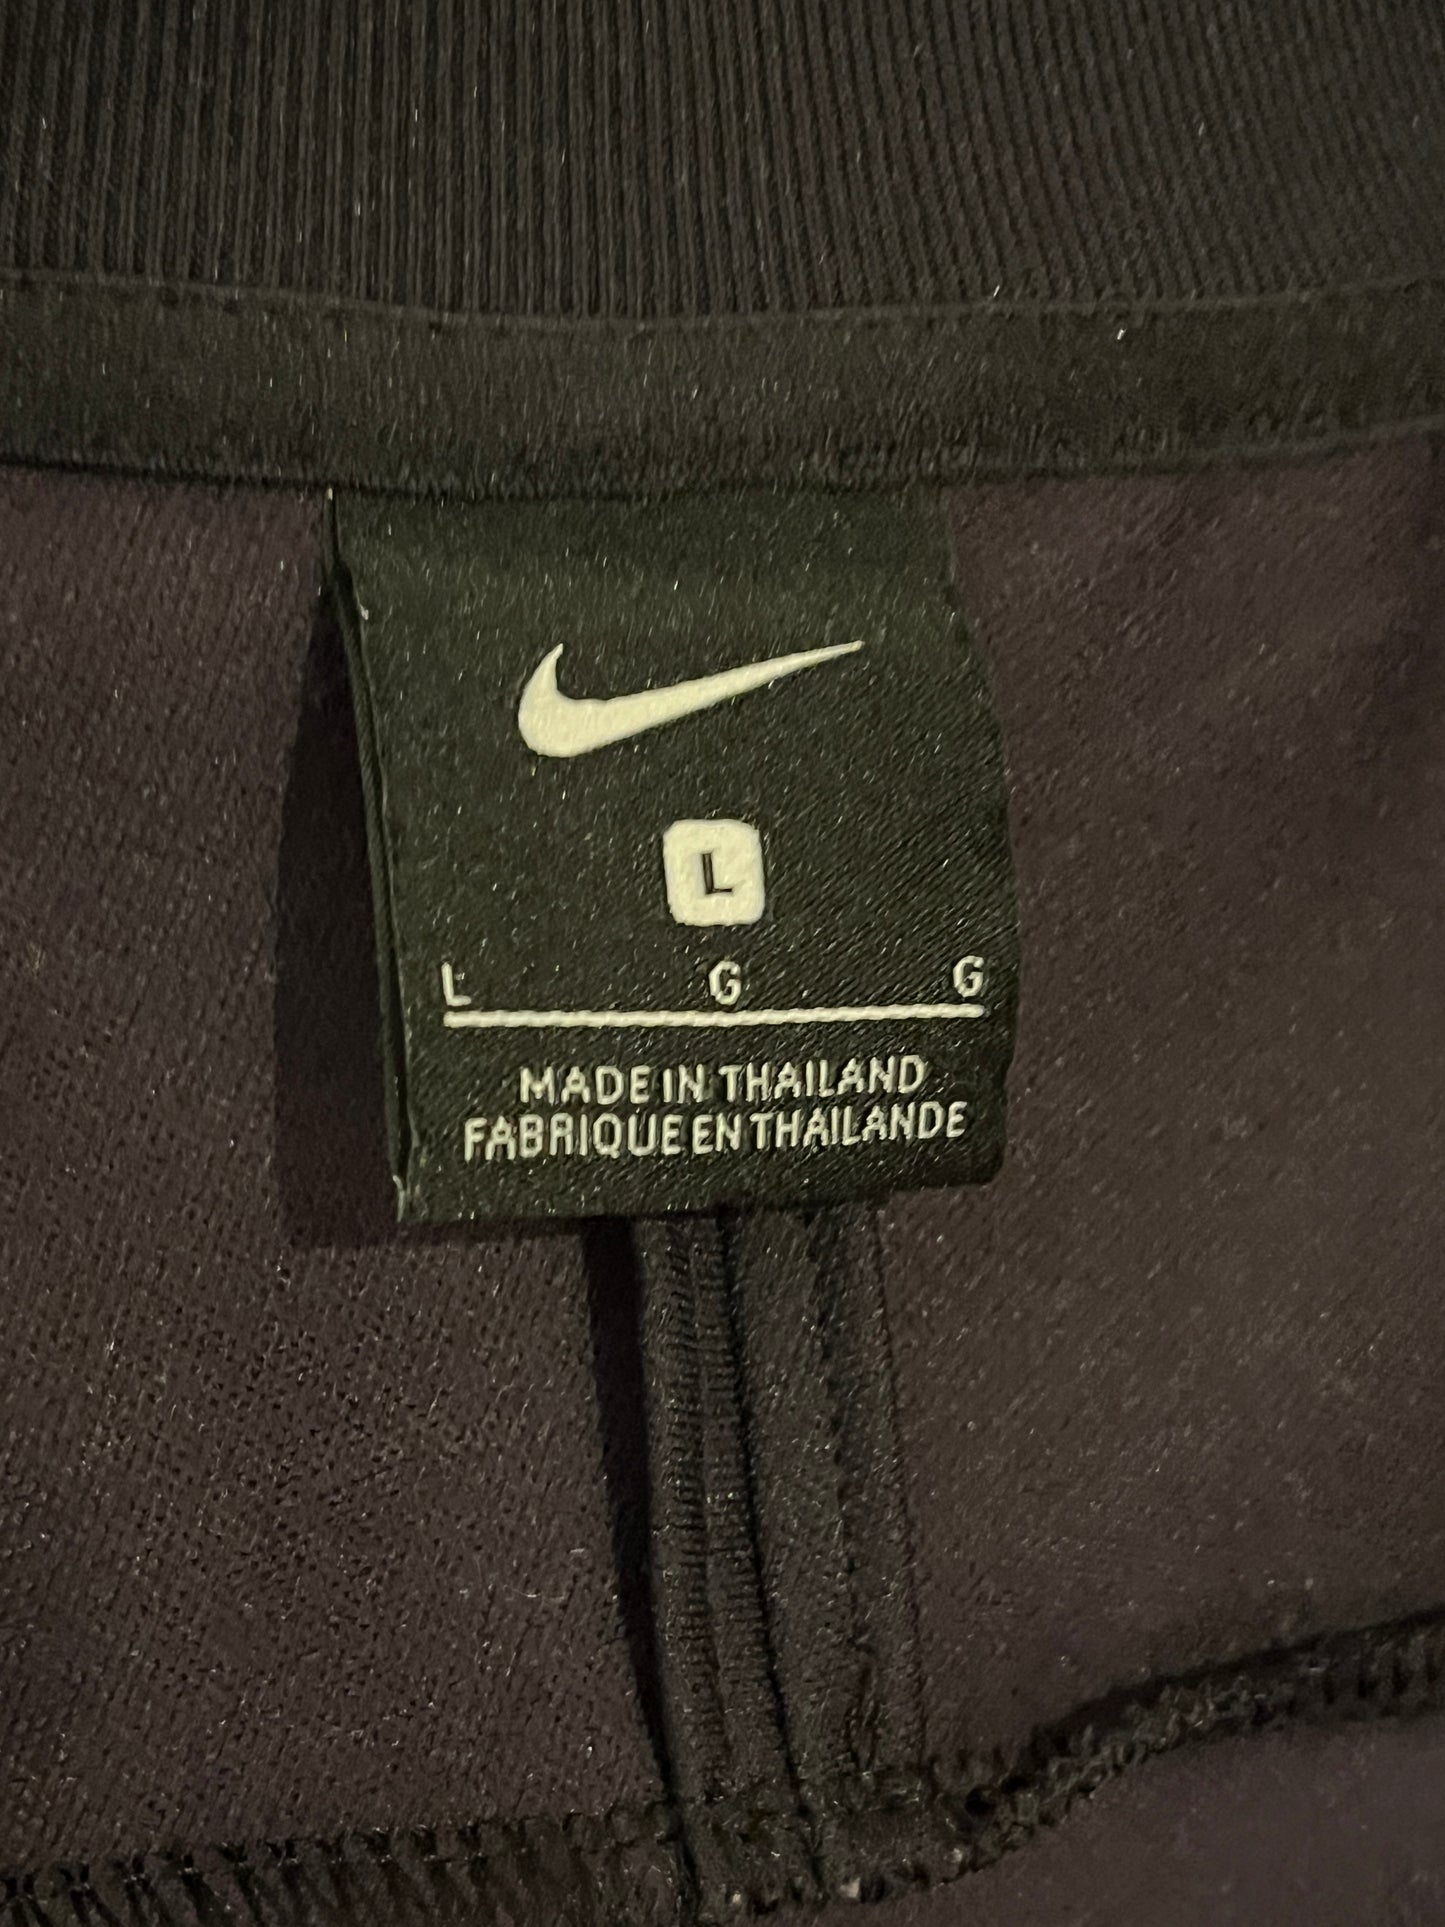 L
L G G
MADE IN THAILAND
FABRIQUE EN THAILANDE